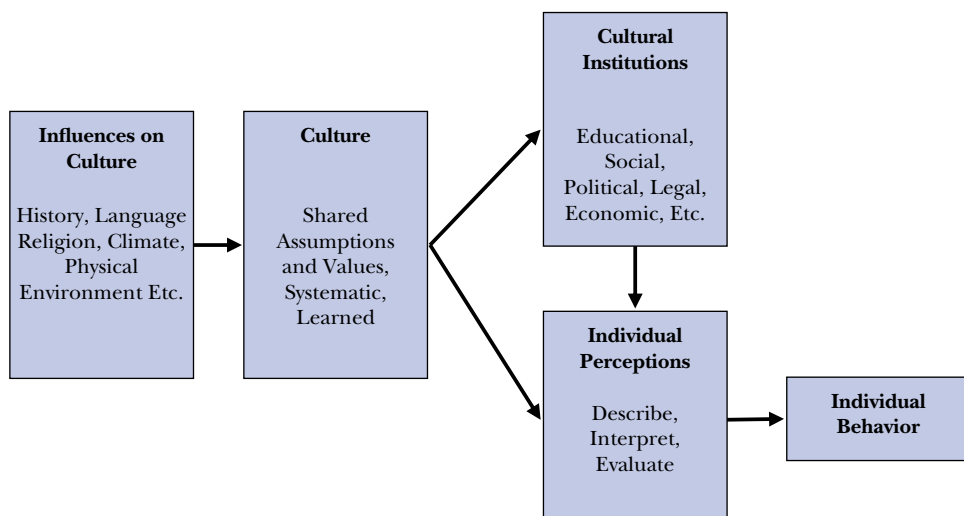 Influences on
Culture
History, Language
Religion, Climate,
Physical
Environment Etc.
Culture
Shared
Assumptions
and Values,
Systematic,
Learned
Cultural
Institutions
Educational,
Social,
Political, Legal,
Economic, Etc.
Individual
Perceptions
Describe,
Interpret,
Evaluate
Individual
Behavior